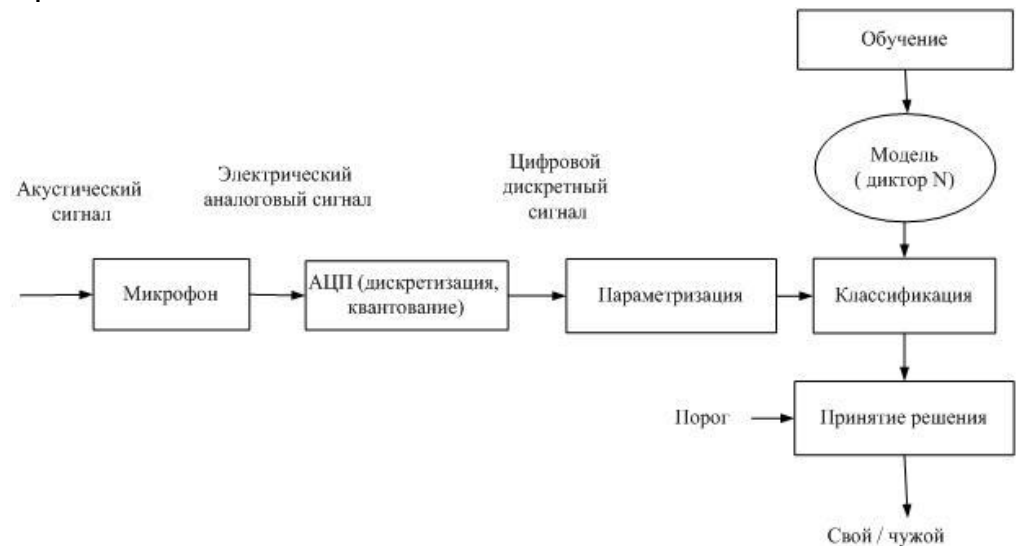 Обучение
Модель
( диктор N)
Акустический
сигнал
Электрический
аналоговый сигнал
Цифровой
дискретный
сигнал
Микрофон
АЦП (дискретизация,
квантование)
Параметризация
Классификация
Порог
Принятие решения
Свой / чужой